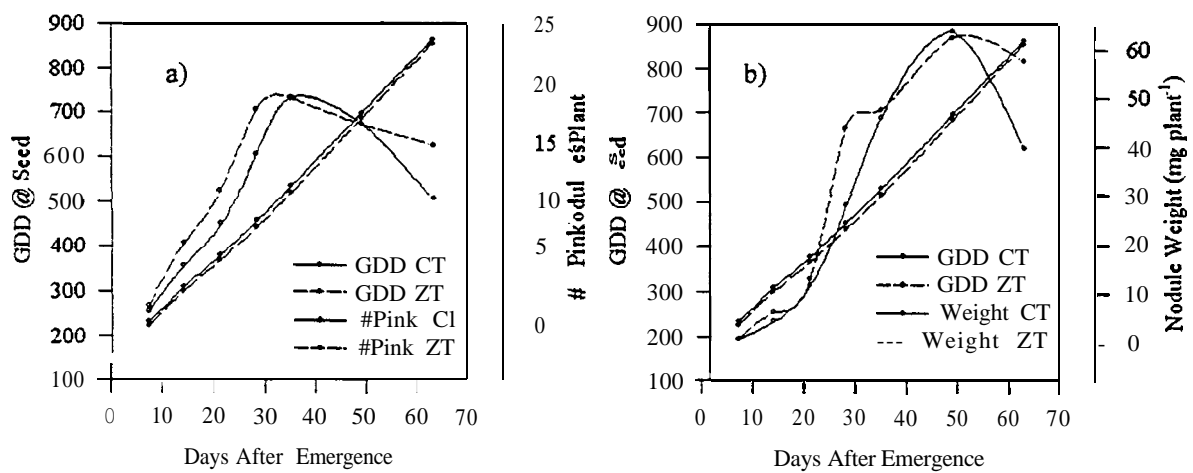 a)
GDD @ Seed
900
800
700
600
500
400
300
200
100
0
10
20
30
40
50
60
70
Days After Emergence
GDD CT
GDD ZT
#Pink Cl
#Pink ZT
25
20
15
10
5
0
# Pinkodul eśPlant
b)
GDD @
900
800
700
600
900
400
300
200
100
0
10
20
30
40
50
60
70
Days After Emergence
GDD CT
GDD ZT
Weight CT
Weight ZT
60
50
40
30
20
10
0
Nodule Weight (mg plant⁻¹)